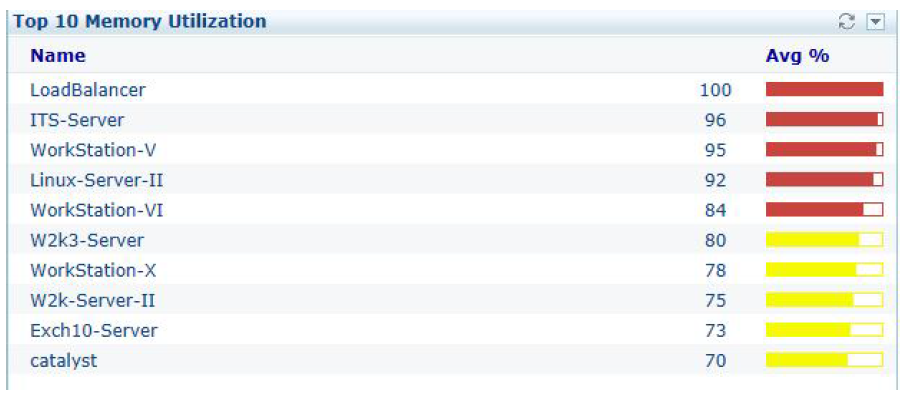 Top 10 Memory Utilization
Name Avg %
LoadBalancer 100
ITS-Server 96
WorkStation-V 95
Linux-Server-II 92
WorkStation-VI 84
W2k3-Server 80
WorkStation-X 78
W2k-Server-II 75
Exch10-Server 73
catalyst 70